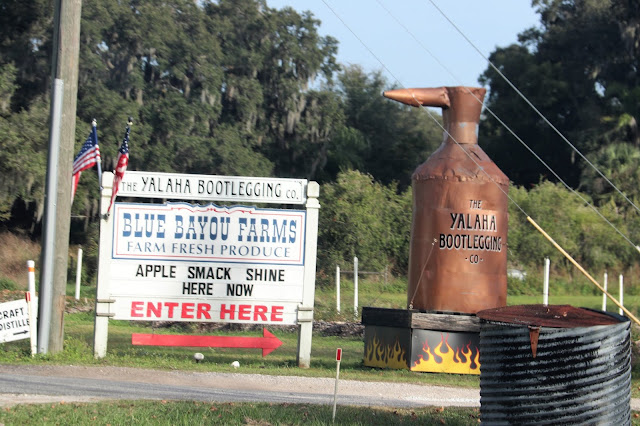 THE YALAHA BOOTLEGGING CO.
BLUE BAYOU FARMS
FARM FRESH PRODUCE
APPLE SMACK SHINE
HERE NOW
ENTER HERE
THE
YALAHA
BOOTLEGGING
-CO-
CRAFT
DISTILLE